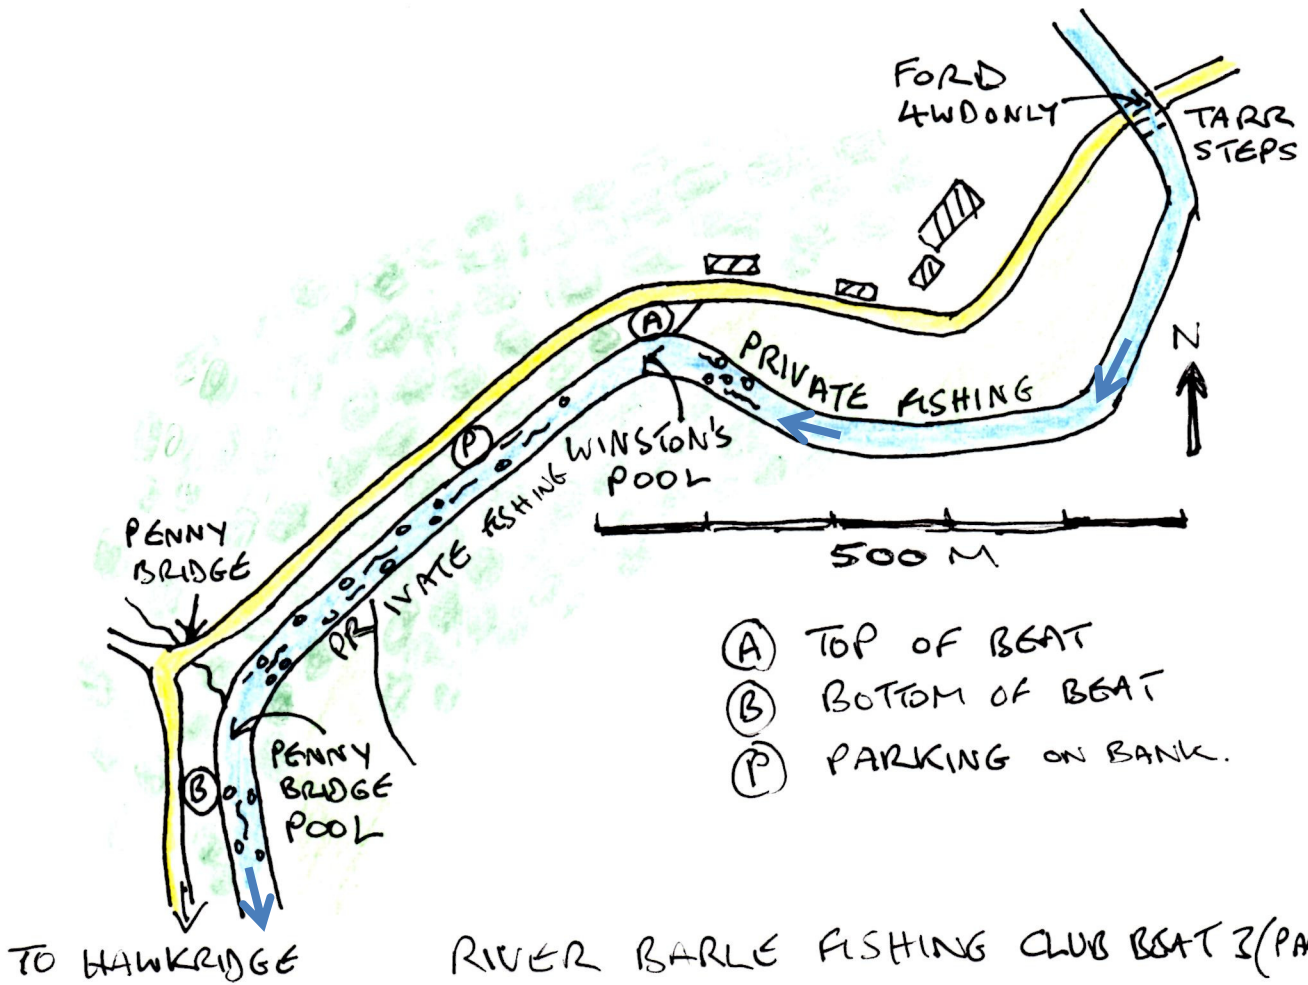 FORD
4WD ONLY
TARR
STEPS
N
A
PRIVATE FISHING
P
WINSTON'S
POOL
PRIVATE FISHING
500 M
PENNY
BRIDGE
PENNY
BRIDGE
POOL
B
A TOP OF BEAT
B BOTTOM OF BEAT
P PARKING ON BANK.
TO HAWKRIDGE
RIVER BARLE FISHING CLUB BEAT 3 (PA